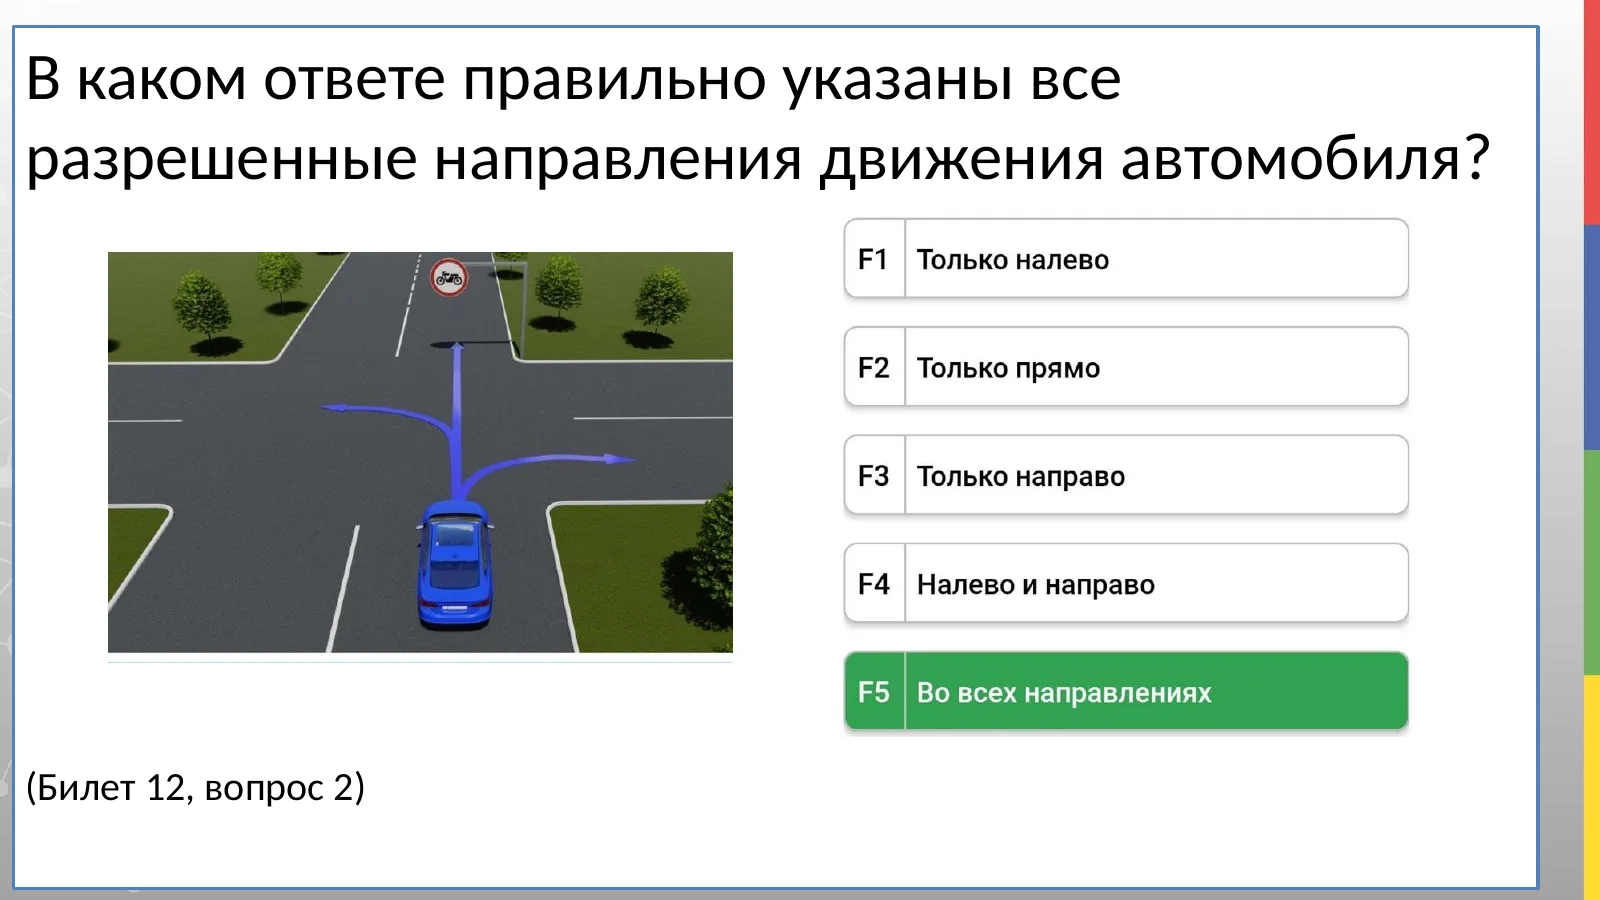 В каком ответе правильно указаны все
разрешенные направления движения автомобиля?
F1 Только налево
F2 Только прямо
F3 Только направо
F4 Налево и направо
F5 Во всех направлениях
(Билет 12, вопрос 2)